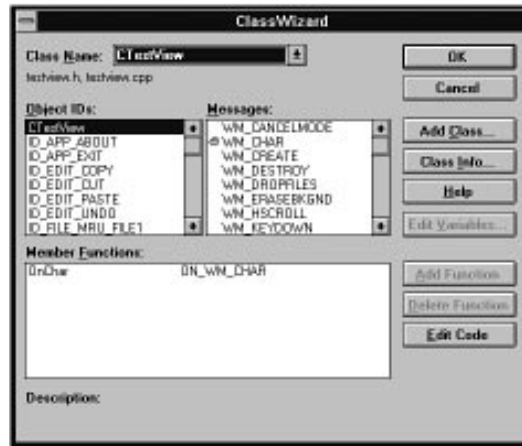 ClassWizard
Class Name: CTestView
OK
testview.h, testview.cpp
Cancel
Object IDs: Messages:
CTestView
ID_APP_ABOUT
ID_APP_EXIT
ID_EDIT_COPY
ID_EDIT_CUT
ID_EDIT_PASTE
ID_EDIT_UNDO
ID_FILE_MRU_FILE1
WM_CANCELMODE
WM_CHAR
WM_CREATE
WM_DESTROY
WM_DROPFILES
WM_ERASEBKGND
WM_HSCROLL
WM_KEYDOWN
Add Class...
Class Info...
Help
Edit Variables...
Member Functions:
OnChar ON_WM_CHAR
Add Function
Delete Function
Edit Code
Description: